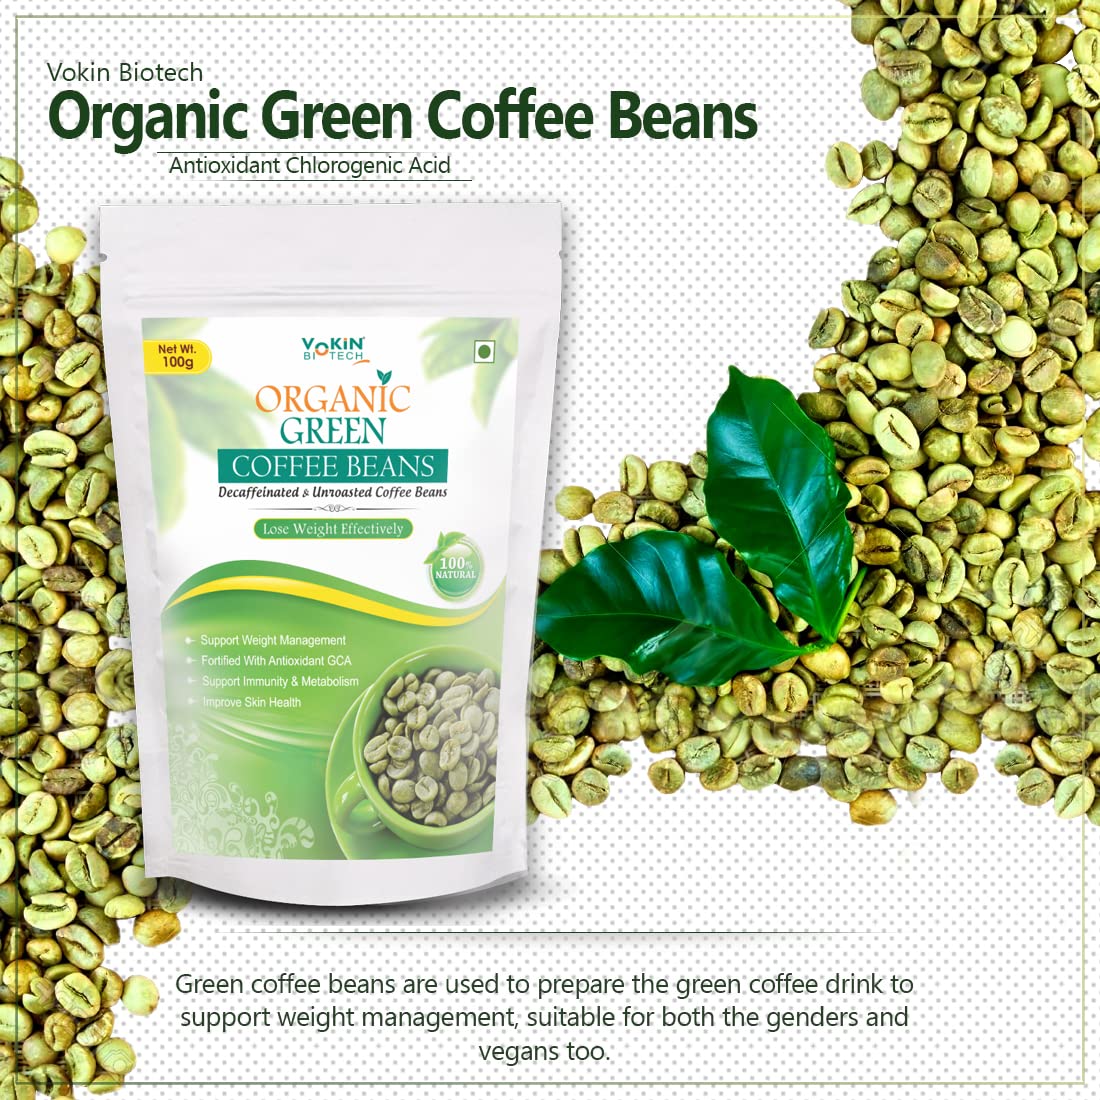 Vokin Biotech
Organic Green Coffee Beans
Antioxidant Chlorogenic Acid
Net Wt.
100g
VOKIN
BIOTECH
ORGANIC
GREEN
COFFEE BEANS
Decaffeinated & Unroasted Coffee Beans
Lose Weight Effectively
100%
NATURAL
Support Weight Management
Fortified With Antioxidant GCA
Support Immunity & Metabolism
Improve Skin Health
Green coffee beans are used to prepare the green coffee drink to
support weight management, suitable for both the genders and
vegans too.